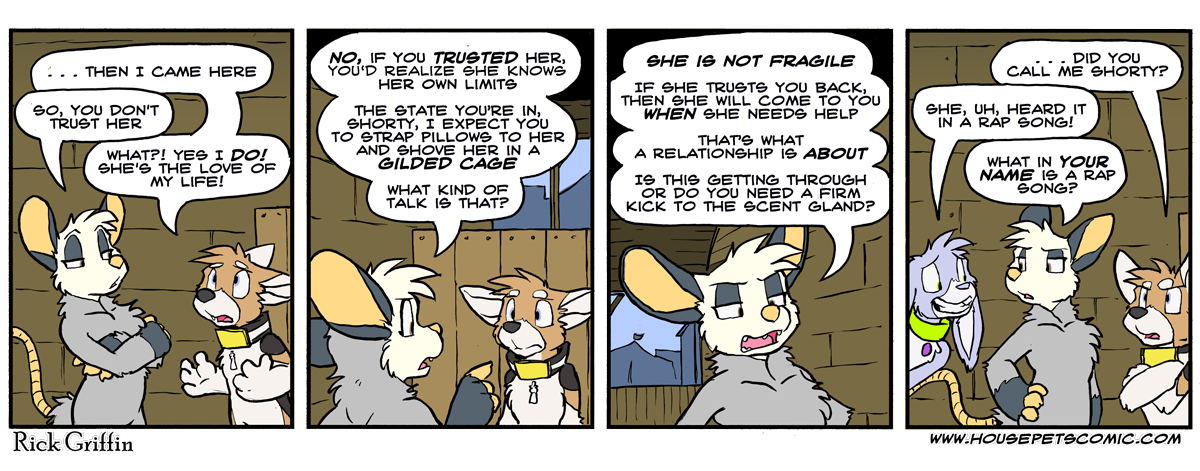 . . . THEN I CAME HERE
SO, YOU DON'T
TRUST HER
WHAT?! YES I DO!
SHE'S THE LOVE OF
MY LIFE!
NO, IF YOU TRUSTED HER,
YOU'D REALIZE SHE KNOWS
HER OWN LIMITS
THE STATE YOU'RE IN,
SHORTY, I EXPECT YOU
TO STRAP PILLOWS TO HER
AND SHOVE HER IN A
GILDED CAGE
WHAT KIND OF
TALK IS THAT?
SHE IS NOT FRAGILE
IF SHE TRUSTS YOU BACK,
THEN SHE WILL COME TO YOU
WHEN SHE NEEDS HELP
THAT'S WHAT
A RELATIONSHIP IS ABOUT
IS THIS GETTING THROUGH
OR DO YOU NEED A FIRM
KICK TO THE SCENT GLAND?
. . . DID YOU
CALL ME SHORTY?
SHE, UH, HEARD IT
IN A RAP SONG!
WHAT IN YOUR
NAME IS A RAP
SONG?
Rick Griffin
WWW.HOUSEPETSCOMIC.COM